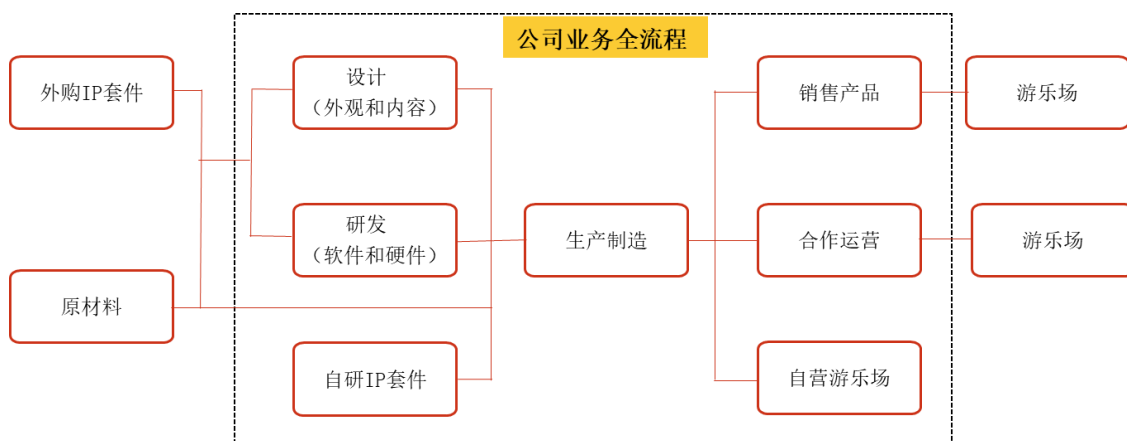 公司业务全流程
外购IP套件
设计
（外观和内容）
销售产品
游乐场
研发
（软件和硬件）
生产制造
合作运营
游乐场
原材料
自研IP套件
自营游乐场